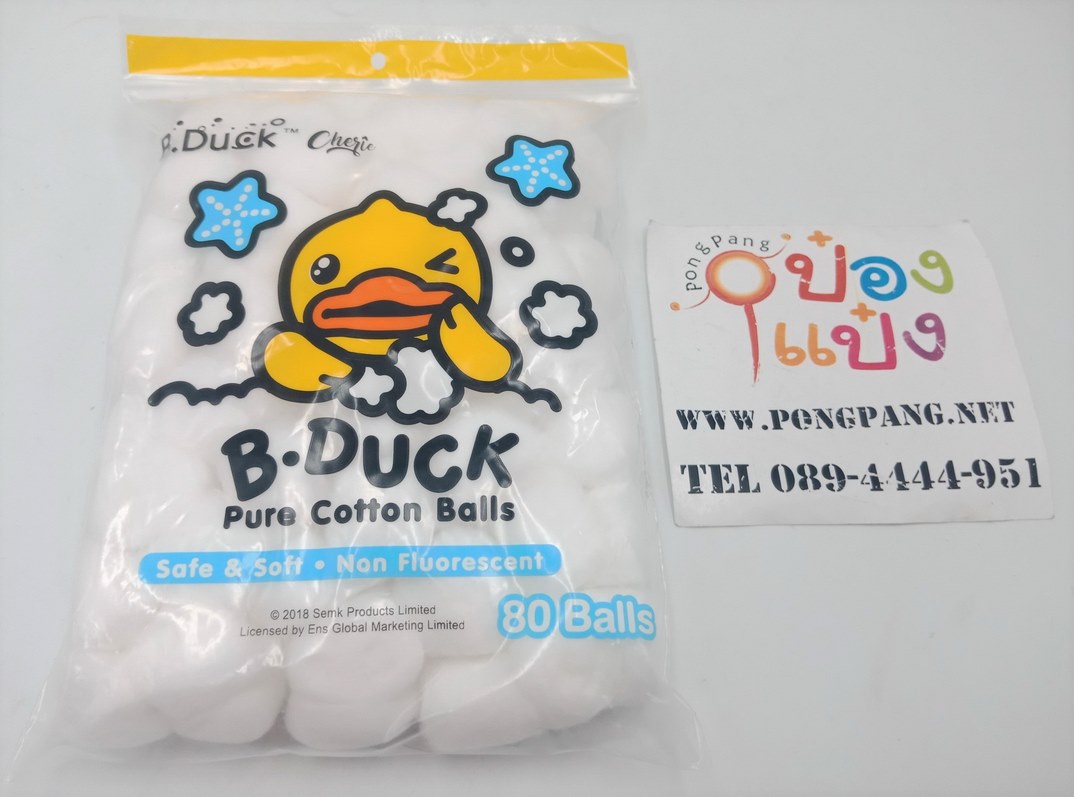 B.Duck™ Cherie
B.DUCK
Pure Cotton Balls
Safe & Soft • Non Fluorescent
© 2018 Semk Products Limited
Licensed by Ens Global Marketing Limited
80 Balls
pongpang
ป๋อง
แป๋ง
WWW.PONGPANG.NET
TEL 089-4444-951